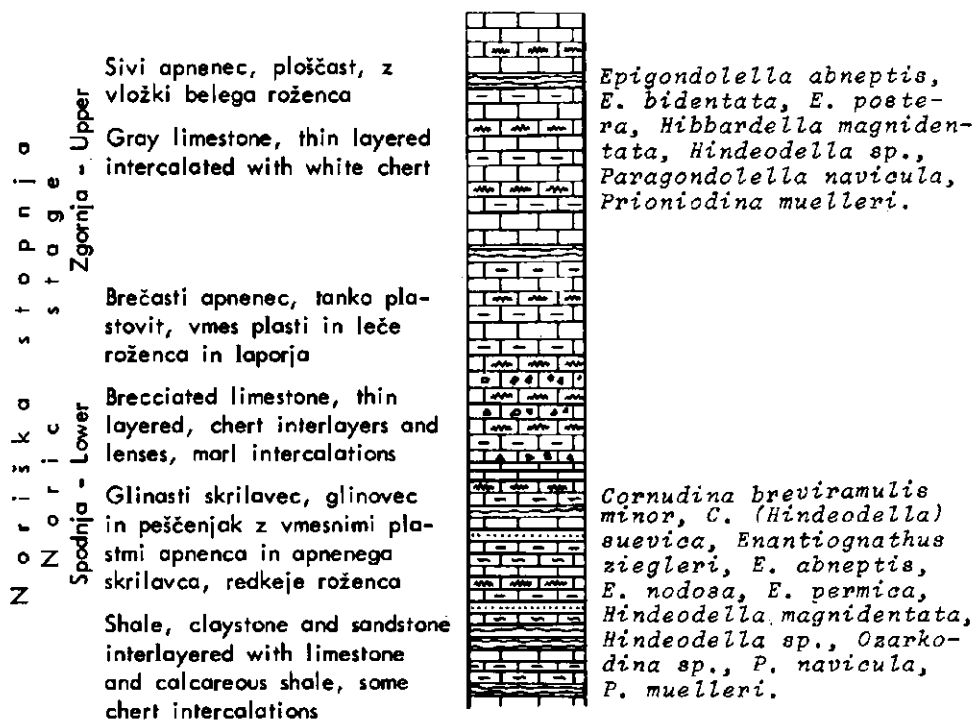 Noriška stopnja
Noric stage
Zgornja - Upper
Sivi apnenec, ploščast, z
vložki belega roženca
Gray limestone, thin layered
intercalated with white chert
Epigondolella abneptis,
E. bidentata, E. poste-
ra, Hibbardella magniden-
tata, Hindeodella sp.,
Paragondolella navicula,
Prioniodina muelleri.
Brečasti apnenec, tanko pla-
stovit, vmes plasti in leče
roženca in laporja
Brecciated limestone, thin
layered, chert interlayers and
lenses, marl intercalations
Spodnja - Lower
Glinasti skrilavec, glinovec
in peščenjak z vmesnimi pla-
stmi apnenca in apnenega
skrilavca, redkeje roženca
Shale, claystone and sandstone
interlayered with limestone
and calcareous shale, some
chert intercalations
Cornudina breviramulis
minor, C. (Hindeodella)
suevica, Enantiognathus
ziegleri, E. abneptis,
E. nodosa, E. permica,
Hindeodella magnidentata,
Hindeodella sp., Ozarko-
dina sp., P. navicula,
P. muelleri.